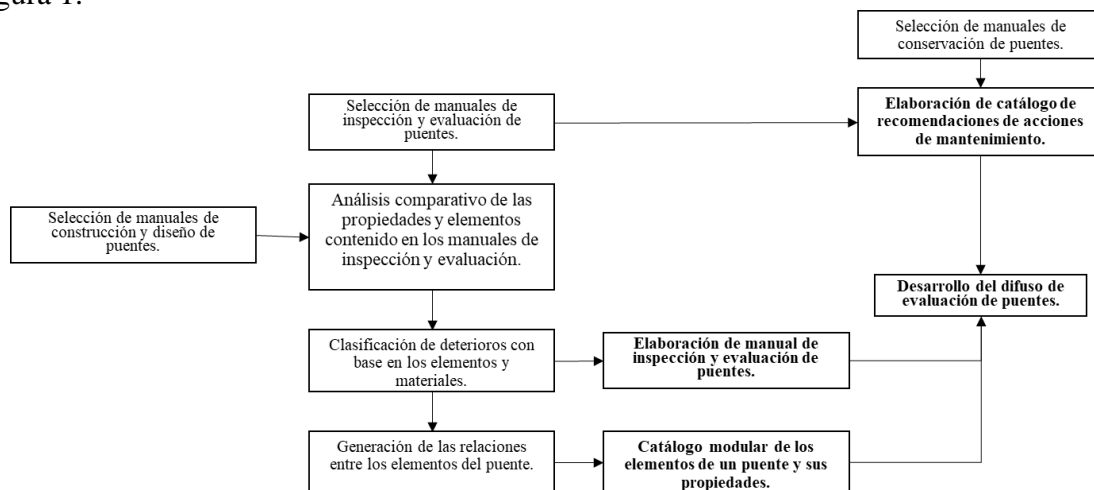 gura 1.
Selección de manuales de
conservación de puentes.
Selección de manuales de
inspección y evaluación de
puentes.
Elaboración de catálogo de
recomendaciones de acciones
de mantenimiento.
Selección de manuales de
construcción y diseño de
puentes.
Análisis comparativo de las
propiedades y elementos
contenido en los manuales de
inspección y evaluación.
Desarrollo del difuso de
evaluación de puentes.
Clasificación de deterioros con
base en los elementos y
materiales.
Elaboración de manual de
inspección y evaluación de
puentes.
Generación de las relaciones
entre los elementos del puente.
Catálogo modular de los
elementos de un puente y sus
propiedades.